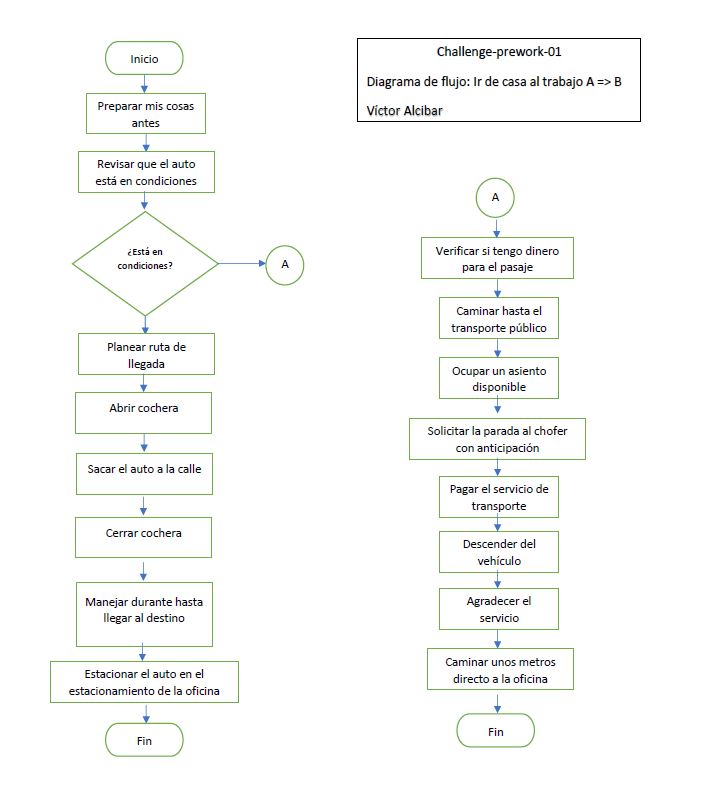 Challenge-prework-01
Diagrama de flujo: Ir de casa al trabajo A => B
Víctor Alcibar
Inicio
Preparar mis cosas
antes
Revisar que el auto
está en condiciones
¿Está en
condiciones?
A
Planear ruta de
llegada
Abrir cochera
Sacar el auto a la calle
Cerrar cochera
Manejar durante hasta
llegar al destino
Estacionar el auto en el
estacionamiento de la oficina
Fin
A
Verificar si tengo dinero
para el pasaje
Caminar hasta el
transporte público
Ocupar un asiento
disponible
Solicitar la parada al chofer
con anticipación
Pagar el servicio de
transporte
Descender del
vehículo
Agradecer el
servicio
Caminar unos metros
directo a la oficina
Fin